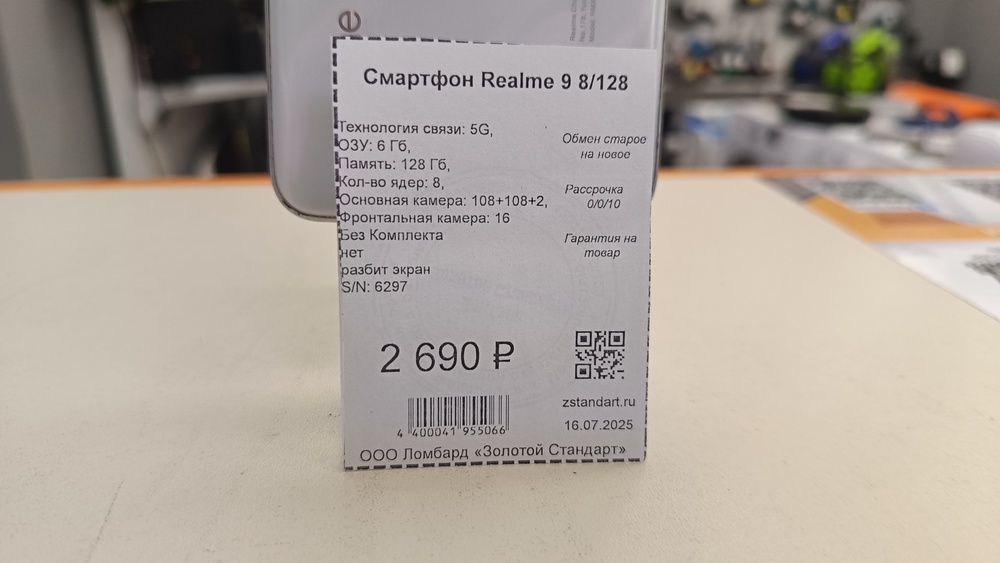 e
Смартфон Realme 9 8/128
Технология связи: 5G,
ОЗУ: 6 Гб,
Память: 128 Гб,
Кол-во ядер: 8,
Основная камера: 108+108+2,
Фронтальная камера: 16
Без Комплекта
нет
разбит экран
S/N: 6297
Обмен старое
на новое
Рассрочка
0/0/10
Гарантия на
товар
2 690 ₽
4 400041 955066
zstandart.ru
16.07.2025
ООО Ломбард «Золотой Стандарт»